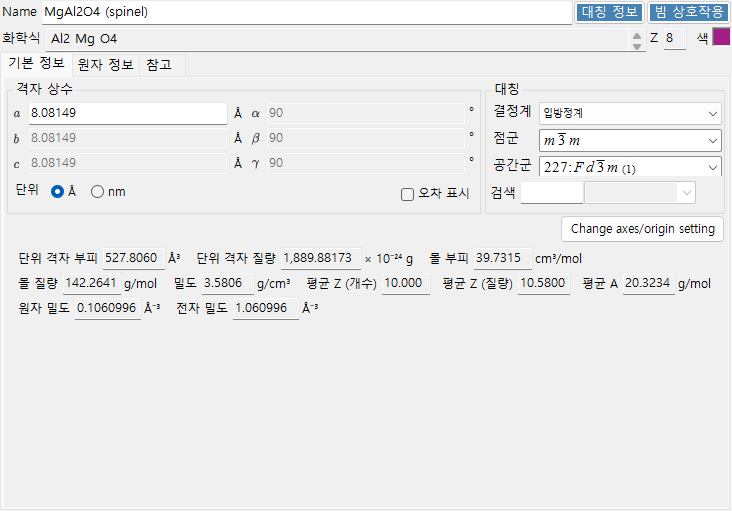 Name MgAl2O4 (spinel) 대칭 정보 빔 상호작용
화학식 Al2 Mg O4 Z 8 색
기본 정보 원자 정보 참고
격자 상수
a 8.08149 Å α 90 °
b 8.08149 Å β 90 °
c 8.08149 Å γ 90 °
단위 Å nm 오차 표시
대칭
결정계 입방정계
점군 m 3̅ m
공간군 227: F d 3̅ m (1)
검색
Change axes/origin setting
단위 격자 부피 527.8060 Å³ 단위 격자 질량 1,889.88173 × 10⁻²⁴ g 몰 부피 39.7315 cm³/mol
몰 질량 142.2641 g/mol 밀도 3.5806 g/cm³ 평균 Z (개수) 10.000 평균 Z (질량) 10.5800 평균 A 20.3234 g/mol
원자 밀도 0.1060996 Å⁻³ 전자 밀도 1.060996 Å⁻³